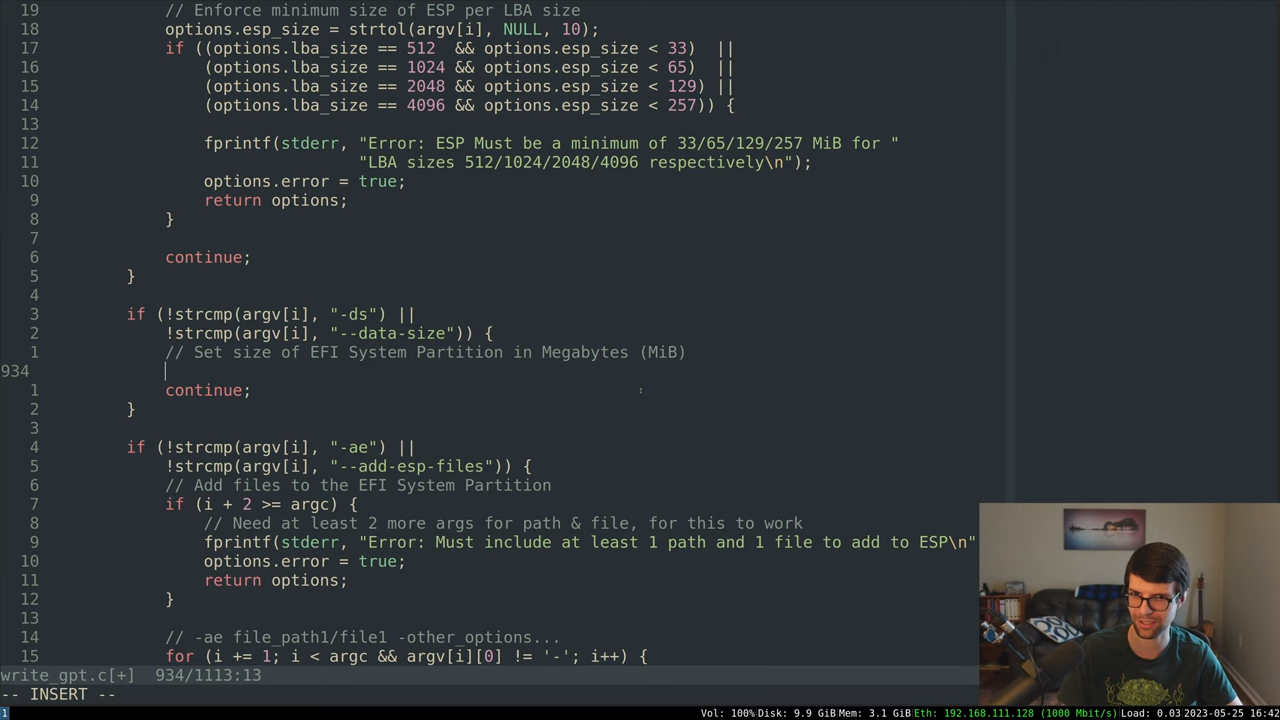 19 // Enforce minimum size of ESP per LBA size
18 options.esp_size = strtol(argv[i], NULL, 10);
17 if ((options.lba_size == 512  && options.esp_size < 33)  ||
16 (options.lba_size == 1024 && options.esp_size < 65)  ||
15 (options.lba_size == 2048 && options.esp_size < 129) ||
14 (options.lba_size == 4096 && options.esp_size < 257)) {
13
12 fprintf(stderr, "Error: ESP Must be a minimum of 33/65/129/257 MiB for "
11 "LBA sizes 512/1024/2048/4096 respectively\n");
10 options.error = true;
9 return options;
8 }
7
6 continue;
5 }
4
3 if (!strcmp(argv[i], "-ds") ||
2 !strcmp(argv[i], "--data-size")) {
1 // Set size of EFI System Partition in Megabytes (MiB)
934
1 continue;
2 }
3
4 if (!strcmp(argv[i], "-ae") ||
5 !strcmp(argv[i], "--add-esp-files")) {
6 // Add files to the EFI System Partition
7 if (i + 2 >= argc) {
8 // Need at least 2 more args for path & file, for this to work
9 fprintf(stderr, "Error: Must include at least 1 path and 1 file to add to ESP\n"
10 options.error = true;
11 return options;
12 }
13
14 // -ae file_path1/file1 -other_options...
15 for (i += 1; i < argc && argv[i][0] != '-'; i++) {
write_gpt.c[+]  934/1113:13
-- INSERT --
1 Vol: 100% Disk: 9.9 GiB Mem: 3.1 GiB Eth: 192.168.111.128 (1000 Mbit/s) Load: 0.03 2023-05-25 16:42